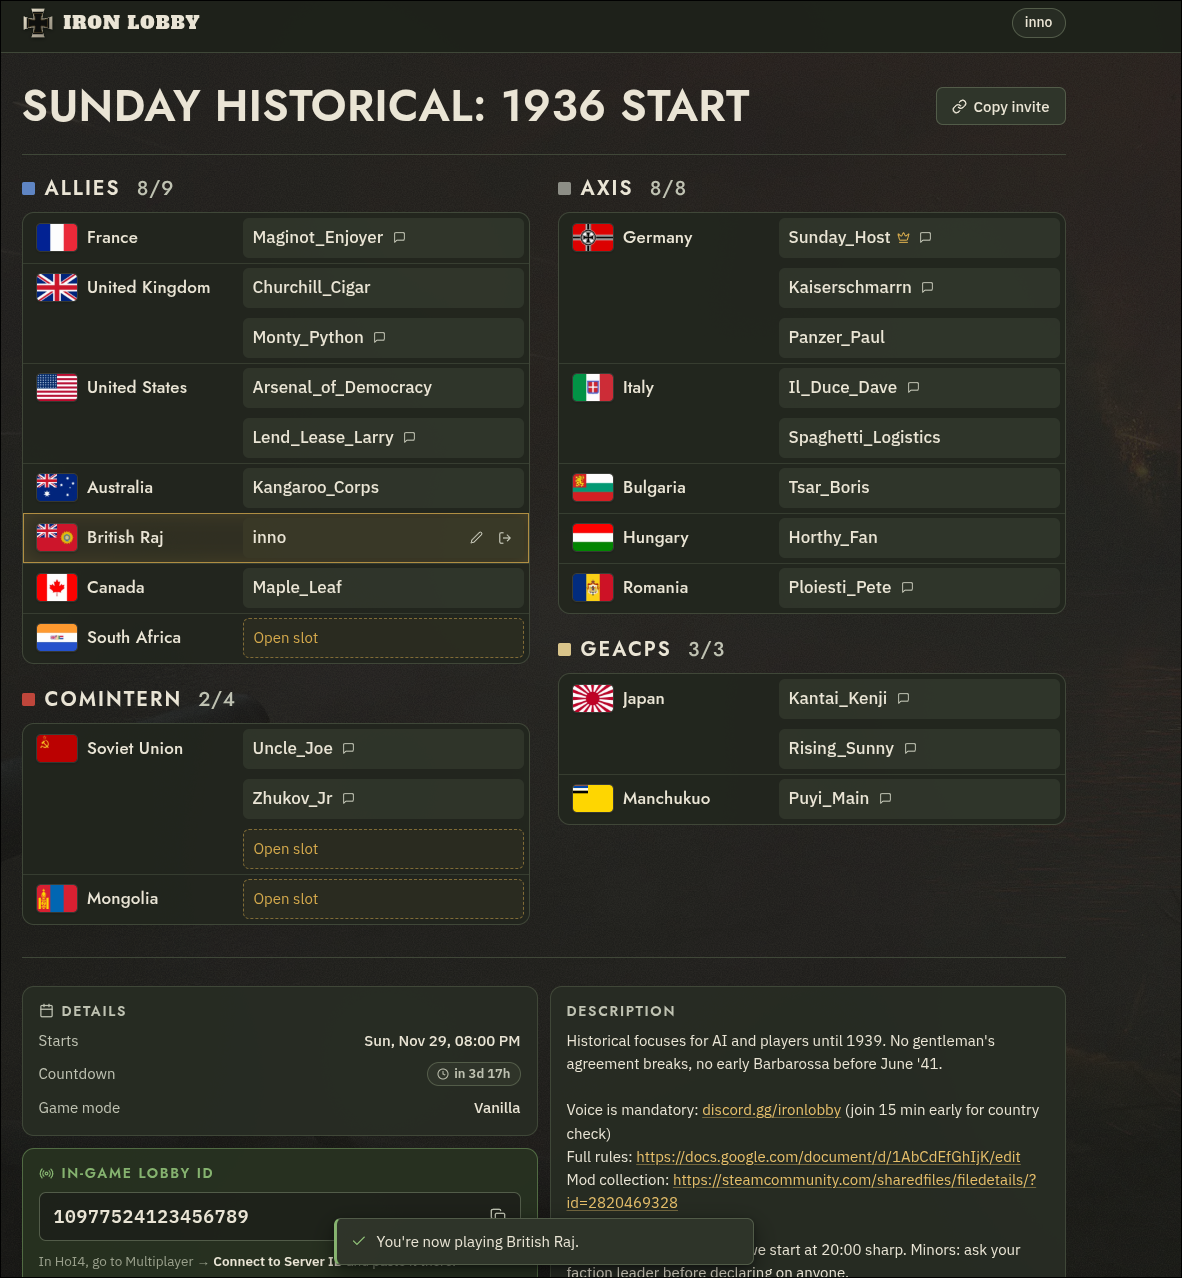 IRON LOBBY
inno
SUNDAY HISTORICAL: 1936 START
Copy invite
ALLIES 8/9
France Maginot_Enjoyer
United Kingdom Churchill_Cigar
Monty_Python
United States Arsenal_of_Democracy
Lend_Lease_Larry
Australia Kangaroo_Corps
British Raj inno
Canada Maple_Leaf
South Africa Open slot
COMINTERN 2/4
Soviet Union Uncle_Joe
Zhukov_Jr
Open slot
Mongolia Open slot
AXIS 8/8
Germany Sunday_Host
Kaiserschmarrn
Panzer_Paul
Italy Il_Duce_Dave
Spaghetti_Logistics
Bulgaria Tsar_Boris
Hungary Horthy_Fan
Romania Ploiesti_Pete
GEACPS 3/3
Japan Kantai_Kenji
Rising_Sunny
Manchukuo Puyi_Main
DETAILS
Starts Sun, Nov 29, 08:00 PM
Countdown in 3d 17h
Game mode Vanilla
IN-GAME LOBBY ID
10977524123456789
In HoI4, go to Multiplayer → Connect to Server
DESCRIPTION
Historical focuses for AI and players until 1939. No gentleman's
agreement breaks, no early Barbarossa before June '41.
Voice is mandatory: discord.gg/ironlobby (join 15 min early for country
check)
Full rules: https://docs.google.com/document/d/1AbCdEfGhIjK/edit
Mod collection: https://steamcommunity.com/sharedfiles/filedetails/?
id=2820469328
start at 20:00 sharp. Minors: ask your
faction leader before declaring on anyone.
You're now playing British Raj.